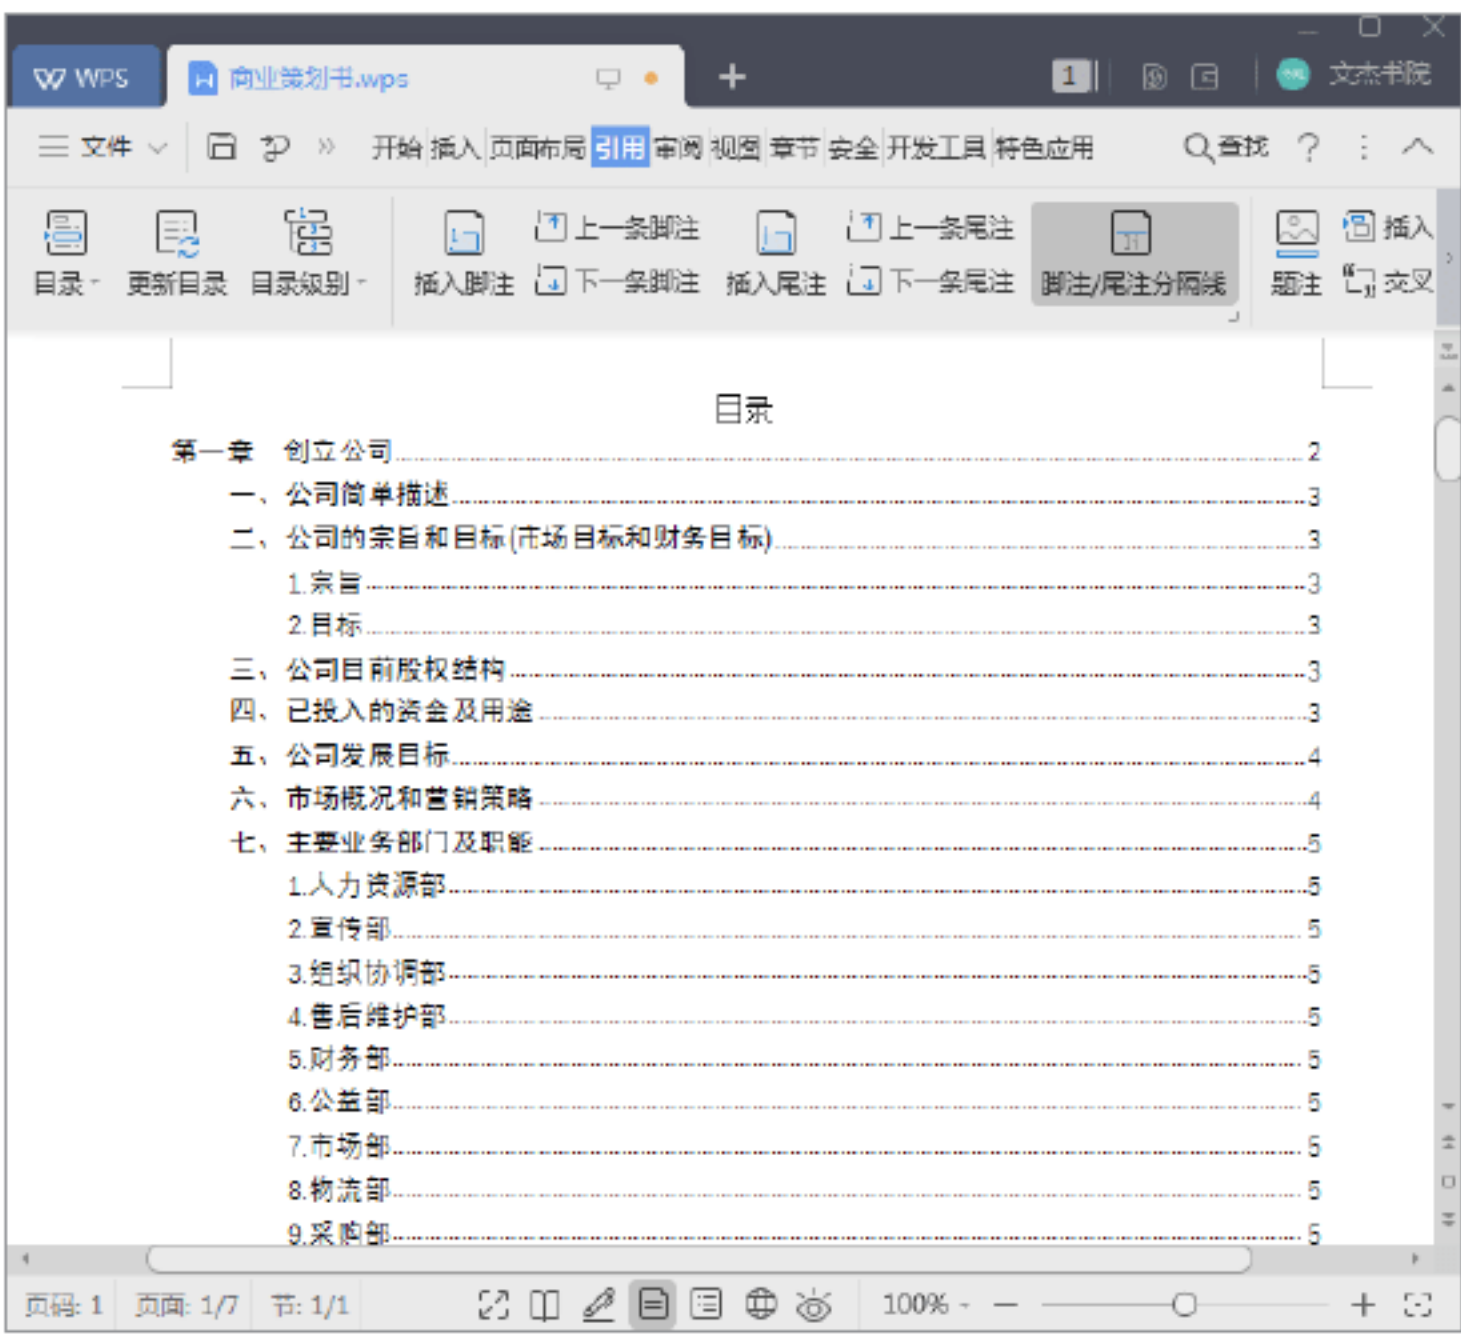 WPS 商业策划书.wps 1 文杰书院
文件 开始 插入 页面布局 引用 审阅 视图 章节 安全 开发工具 特色应用 查找 ?
上一条脚注 上一条尾注 插入
目录 更新目录 目录级别 插入脚注 下一条脚注 插入尾注 下一条尾注 脚注/尾注分隔线 题注 交叉
目录
第一章 创立公司 2
一、公司简单描述 3
二、公司的宗旨和目标(市场目标和财务目标) 3
1.宗旨 3
2.目标 3
三、公司目前股权结构 3
四、已投入的资金及用途 3
五、公司发展目标 4
六、市场概况和营销策略 4
七、主要业务部门及职能 5
1.人力资源部 5
2.宣传部 5
3.组织协调部 5
4.售后维护部 5
5.财务部 5
6.公益部 5
7.市场部 5
8.物流部 5
9.采购部 5
页码: 1 页面: 1/7 节: 1/1 100%